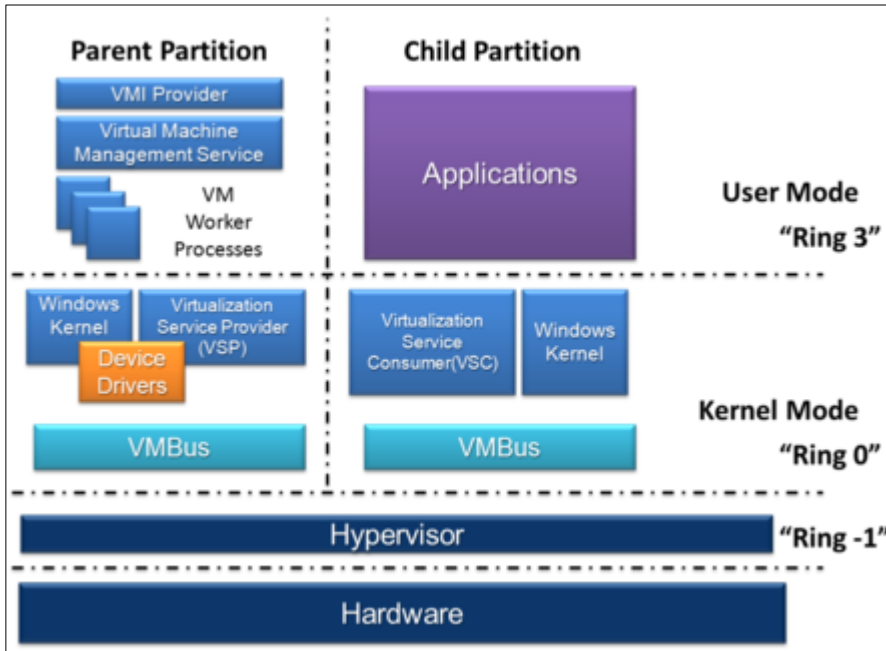 Parent Partition
Child Partition
VMI Provider
Virtual Machine
Management Service
VM
Worker
Processes
Applications
User Mode
“Ring 3”
Windows
Kernel
Virtualization
Service Provider
(VSP)
Device
Drivers
VMBus
Virtualization
Service
Consumer(VSC)
Windows
Kernel
VMBus
Kernel Mode
“Ring 0”
Hypervisor
“Ring -1”
Hardware